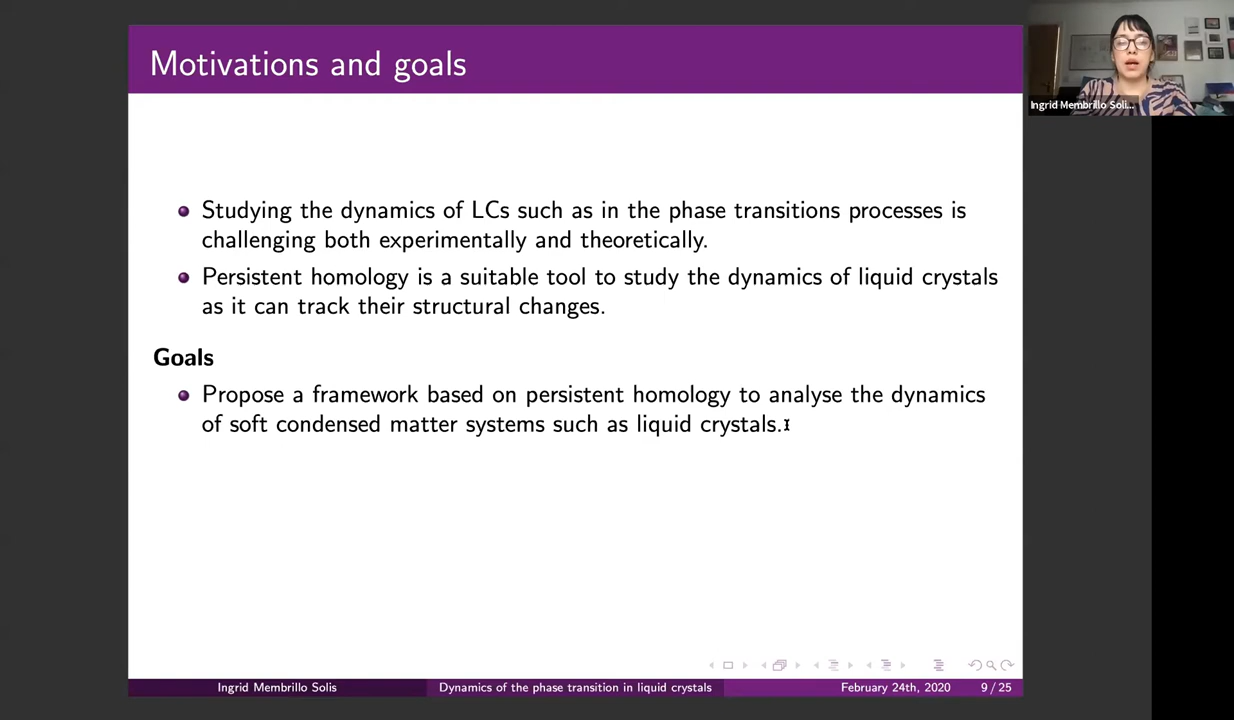 Motivations and goals
Ingrid Membrillo Soli...
Studying the dynamics of LCs such as in the phase transitions processes is
challenging both experimentally and theoretically.
Persistent homology is a suitable tool to study the dynamics of liquid crystals
as it can track their structural changes.
Goals
Propose a framework based on persistent homology to analyse the dynamics
of soft condensed matter systems such as liquid crystals.
Ingrid Membrillo Solis
Dynamics of the phase transition in liquid crystals
February 24th, 2020
9 / 25